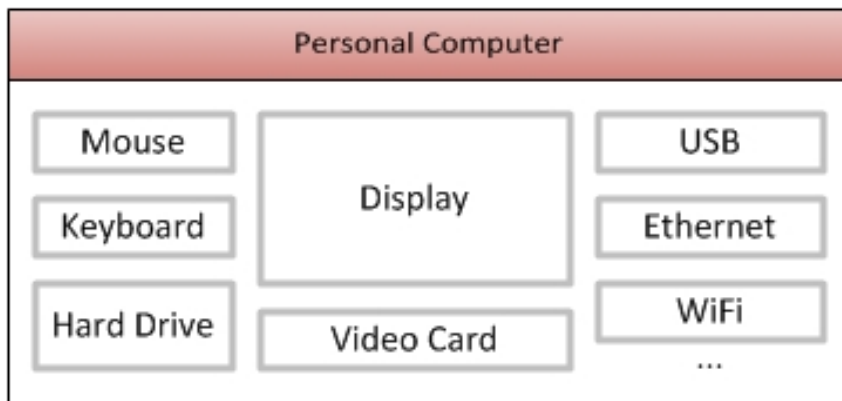 Personal Computer
Mouse
Keyboard
Hard Drive
Display
Video Card
USB
Ethernet
WiFi
...